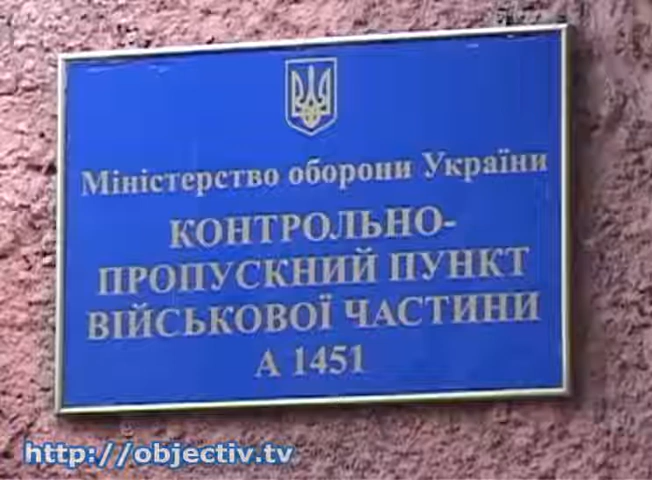 Міністерство оборони України
КОНТРОЛЬНО-
ПРОПУСКНИЙ ПУНКТ
ВІЙСЬКОВОЇ ЧАСТИНИ
А 1451
http://objectiv.tv